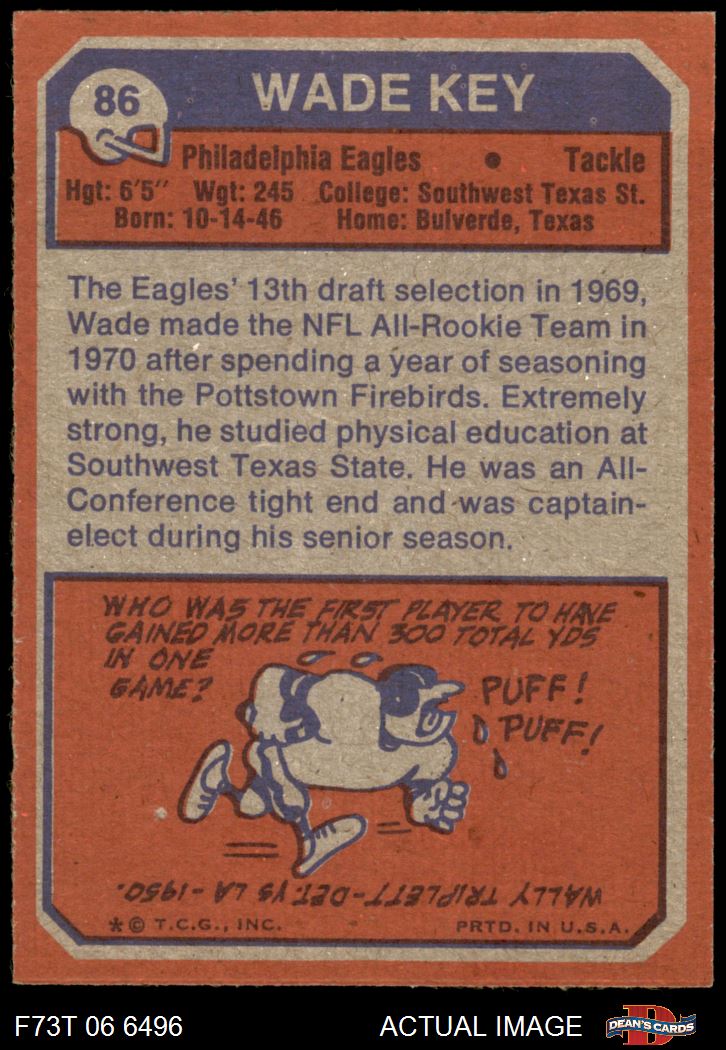 86
WADE KEY
Philadelphia Eagles • Tackle
Hgt: 6'5" Wgt: 245 College: Southwest Texas St.
Born: 10-14-46 Home: Bulverde, Texas
The Eagles' 13th draft selection in 1969,
Wade made the NFL All-Rookie Team in
1970 after spending a year of seasoning
with the Pottstown Firebirds. Extremely
strong, he studied physical education at
Southwest Texas State. He was an All-
Conference tight end and was captain-
elect during his senior season.
WHO WAS THE FIRST PLAYER TO HAVE
GAINED MORE THAN 300 TOTAL YDS
IN ONE
GAME?
PUFF!
PUFF!
WALLY TRIPLETT-DET. VS LA-1950.
* © T.C.G., INC. PRTD. IN U.S.A.
F73T 06 6496 ACTUAL IMAGE
D
DEAN'S CARDS